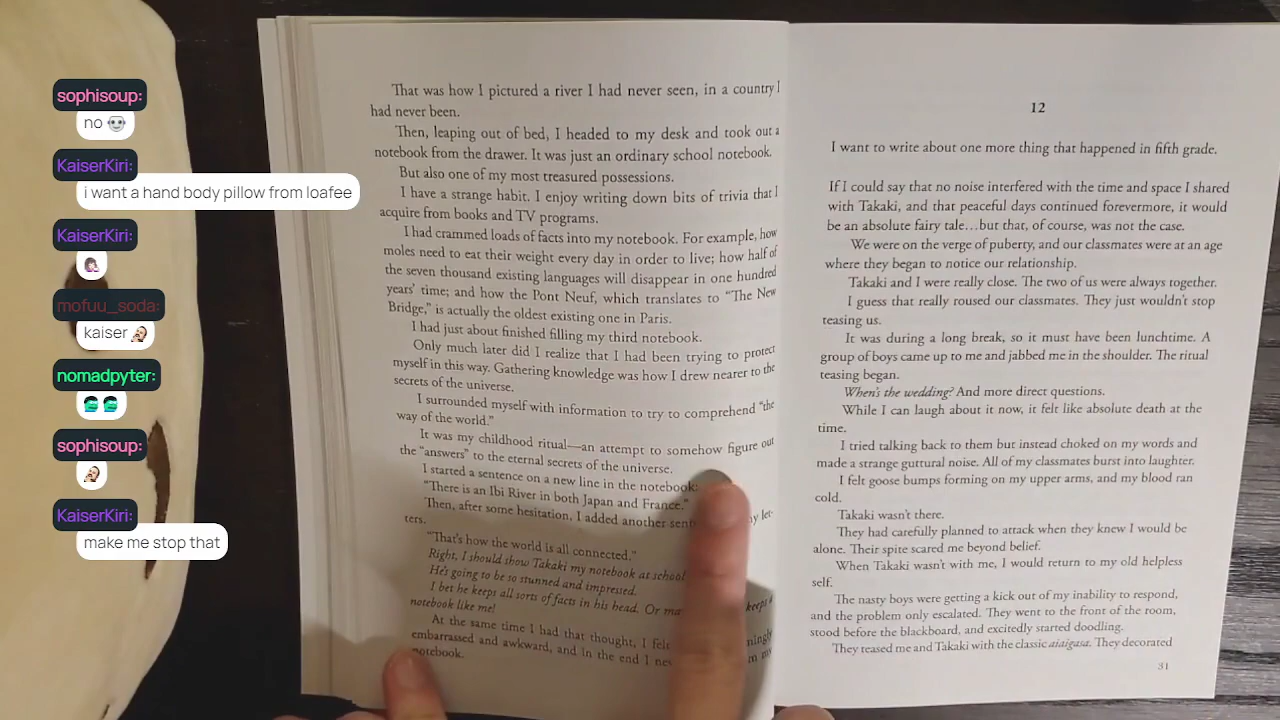 sophisoup:
no
KaiserKiri:
i want a hand body pillow from loafee
KaiserKiri:
mofuu_soda:
kaiser
nomadpyter:
sophisoup:
KaiserKiri:
make me stop that
That was how I pictured a river I had never seen, in a country I
had never been.
Then, leaping out of bed, I headed to my desk and took out a
notebook from the drawer. It was just an ordinary school notebook.
But also one of my most treasured possessions.
I have a strange habit. I enjoy writing down bits of trivia that I
acquire from books and TV programs.
I had crammed loads of facts into my notebook. For example, how
moles need to eat their weight every day in order to live; how half of
the seven thousand existing languages will disappear in one hundred
years' time; and how the Pont Neuf, which translates to "The New
Bridge," is actually the oldest existing one in Paris.
I had just about finished filling my third notebook.
Only much later did I realize that I had been trying to protect
myself in this way. Gathering knowledge was how I drew nearer to the
secrets of the universe.
I surrounded myself with information to try to comprehend "the
way of the world."
It was my childhood ritual—an attempt to somehow figure out
the "answers" to the eternal secrets of the universe.
I started a sentence on a new line in the notebook:
"There is an Ibi River in both Japan and France."
Then, after some hesitation, I added another let-
ters.
"That's how the world is all connected."
Right, I should show Takaki my notebook at school
He's going to be so stunned and impressed.
I bet he keeps all sorts of facts in his head. Or keeps a
notebook like me!
At the same time I had that thought, I felt
embarrassed and awkward, and in the end I
notebook.
12
I want to write about one more thing that happened in fifth grade.
If I could say that no noise interfered with the time and space I shared
with Takaki, and that peaceful days continued forevermore, it would
be an absolute fairy tale…but that, of course, was not the case.
We were on the verge of puberty, and our classmates were at an age
where they began to notice our relationship.
Takaki and I were really close. The two of us were always together.
I guess that really roused our classmates. They just wouldn't stop
teasing us.
It was during a long break, so it must have been lunchtime. A
group of boys came up to me and jabbed me in the shoulder. The ritual
teasing began.
When's the wedding? And more direct questions.
While I can laugh about it now, it felt like absolute death at the
time.
I tried talking back to them but instead choked on my words and
made a strange guttural noise. All of my classmates burst into laughter.
I felt goose bumps forming on my upper arms, and my blood ran
cold.
Takaki wasn't there.
They had carefully planned to attack when they knew I would be
alone. Their spite scared me beyond belief.
When Takaki wasn't with me, I would return to my old helpless
self.
The nasty boys were getting a kick out of my inability to respond,
and the problem only escalated. They went to the front of the room,
stood before the blackboard, and excitedly started doodling.
They teased me and Takaki with the classic aiaigasa. They decorated
31